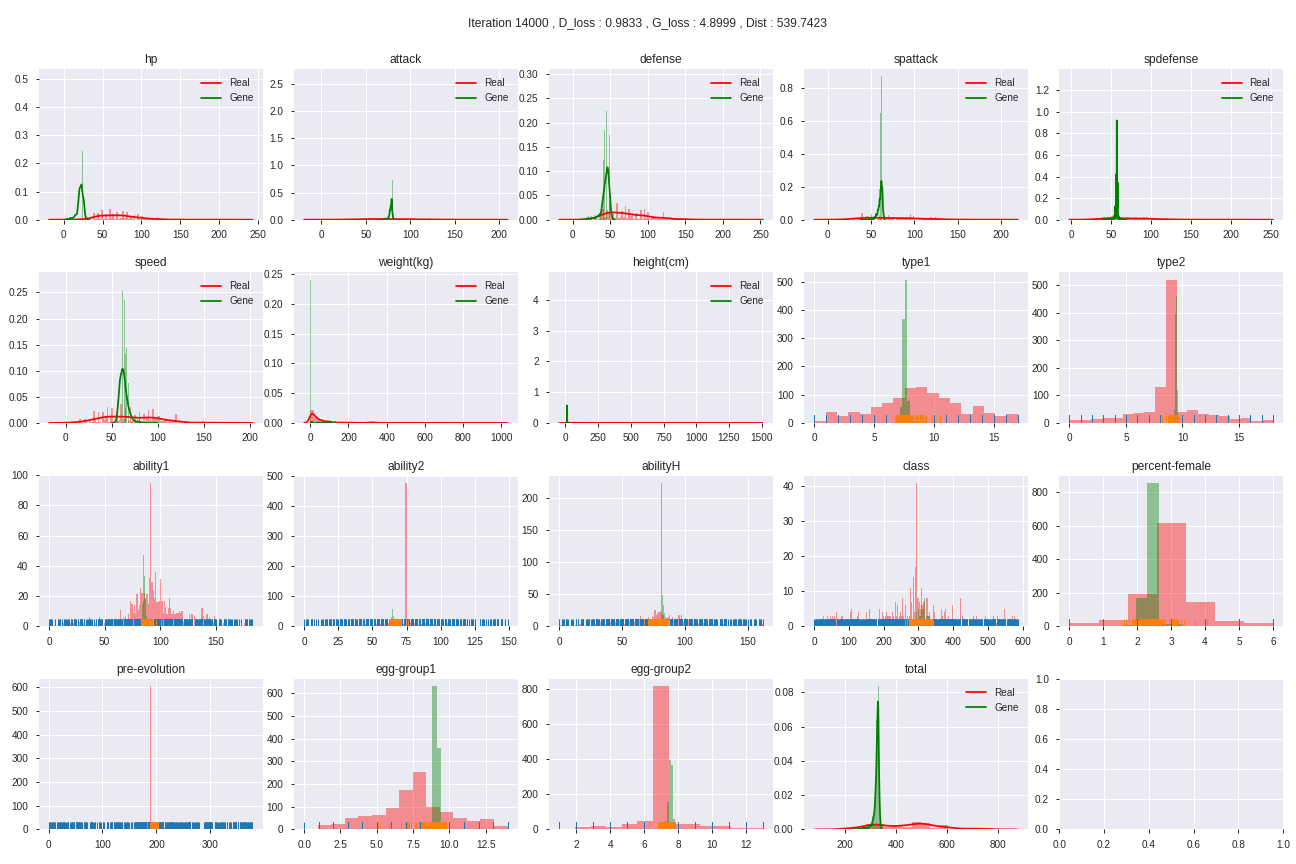 Iteration 14000 , D_loss : 0.9833 , G_loss : 4.8999 , Dist : 539.7423
hp attack defense spattack spdefense
0.5 0.4 0.3 0.2 0.1 0.0
Real
Gene
0 50 100 150 200 250
2.5 2.0 1.5 1.0 0.5 0.0
Real
Gene
0 50 100 150 200
0.30 0.25 0.20 0.15 0.10 0.05 0.00
Real
Gene
0 50 100 150 200 250
0.8 0.6 0.4 0.2 0.0
Real
Gene
0 50 100 150 200
1.2 1.0 0.8 0.6 0.4 0.2 0.0
Real
Gene
0 50 100 150 200 250
speed weight(kg) height(cm) type1 type2
0.25 0.20 0.15 0.10 0.05 0.00
Real
Gene
0 50 100 150 200
0.25 0.20 0.15 0.10 0.05 0.00
Real
Gene
0 200 400 600 800 1000
4 3 2 1 0
Real
Gene
0 250 500 750 1000 1250 1500
500 400 300 200 100 0
0 5 10 15
500 400 300 200 100 0
0 5 10 15
ability1 ability2 abilityH class percent-female
100 80 60 40 20 0
0 50 100 150
500 400 300 200 100 0
0 25 50 75 100 125 150
200 150 100 50 0
0 50 100 150
40 30 20 10 0
0 100 200 300 400 500 600
800 600 400 200 0
0 1 2 3 4 5 6
pre-evolution egg-group1 egg-group2 total
600 500 400 300 200 100 0
0 100 200 300
600 500 400 300 200 100 0
0.0 2.5 5.0 7.5 10.0 12.5
800 600 400 200 0
2 4 6 8 10 12
0.08 0.06 0.04 0.02 0.00
Real
Gene
200 400 600 800
1.0 0.8 0.6 0.4 0.2 0.0
0.0 0.2 0.4 0.6 0.8 1.0